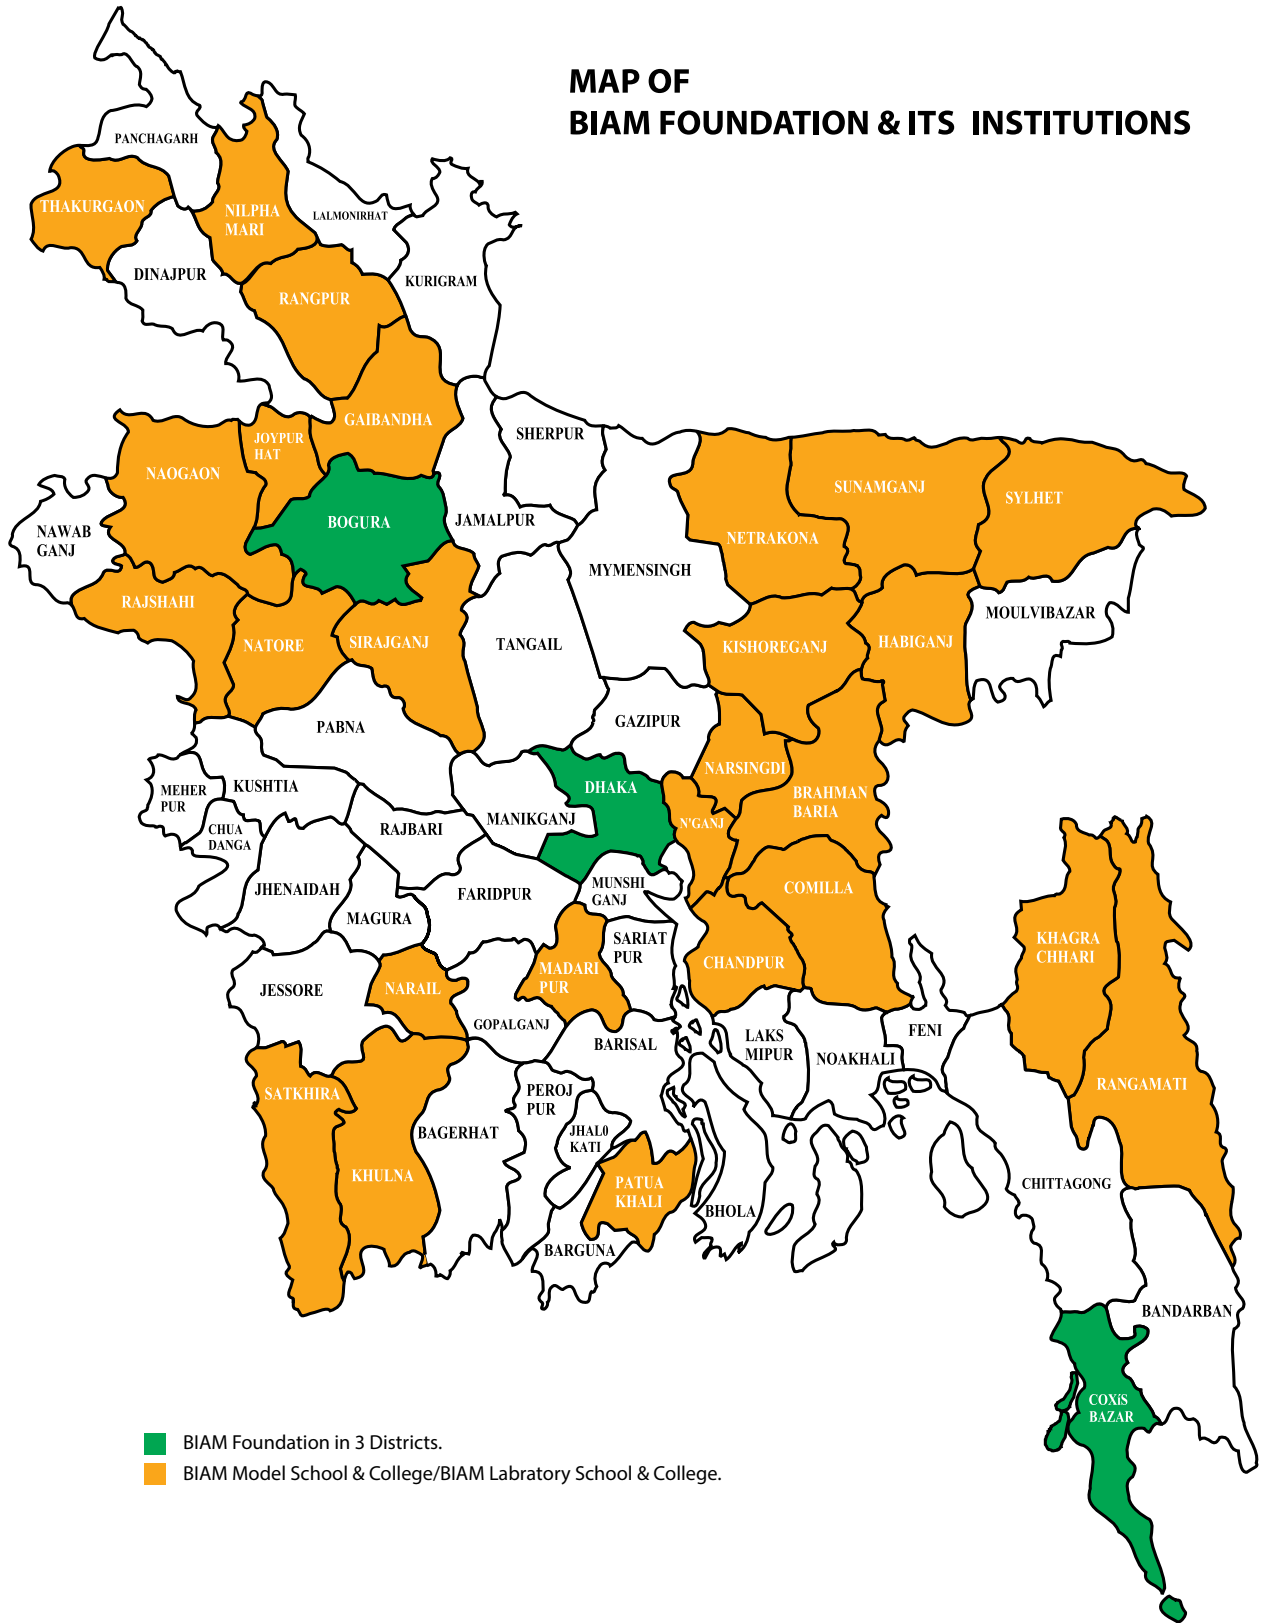 MAP OF
BIAM FOUNDATION & ITS INSTITUTIONS
PANCHAGARH
THAKURGAON
NILPHA
MARI
LALMONIRHAT
DINAJPUR
KURIGRAM
RANGPUR
GAIBANDHA
JOYPUR
HAT
SHERPUR
NAOGAON
BOGURA
JAMALPUR
NAWAB
GANJ
NETRAKONA
SUNAMGANJ
SYLHET
MYMENSINGH
MOULVIBAZAR
RAJSHAHI
NATORE
SIRAJGANJ
TANGAIL
KISHOREGANJ
HABIGANJ
PABNA
GAZIPUR
NARSINGDI
MEHER
PUR
KUSHTIA
DHAKA
BRAHMAN
BARIA
CHUA
DANGA
RAJBARI
MANIKGANJ
N'GANJ
JHENAIDAH
MAGURA
FARIDPUR
MUNSHI
GANJ
COMILLA
SARIAT
PUR
KHAGRA
CHHARI
JESSORE
NARAIL
MADARI
PUR
CHANDPUR
GOPALGANJ
BARISAL
LAKS
MIPUR
NOAKHALI
FENI
RANGAMATI
SATKHIRA
PEROJ
PUR
BAGERHAT
JHAL0
KATI
KHULNA
PATUA
KHALI
BHOLA
CHITTAGONG
BARGUNA
BANDARBAN
COXíS
BAZAR
BIAM Foundation in 3 Districts.
BIAM Model School & College/BIAM Labratory School & College.